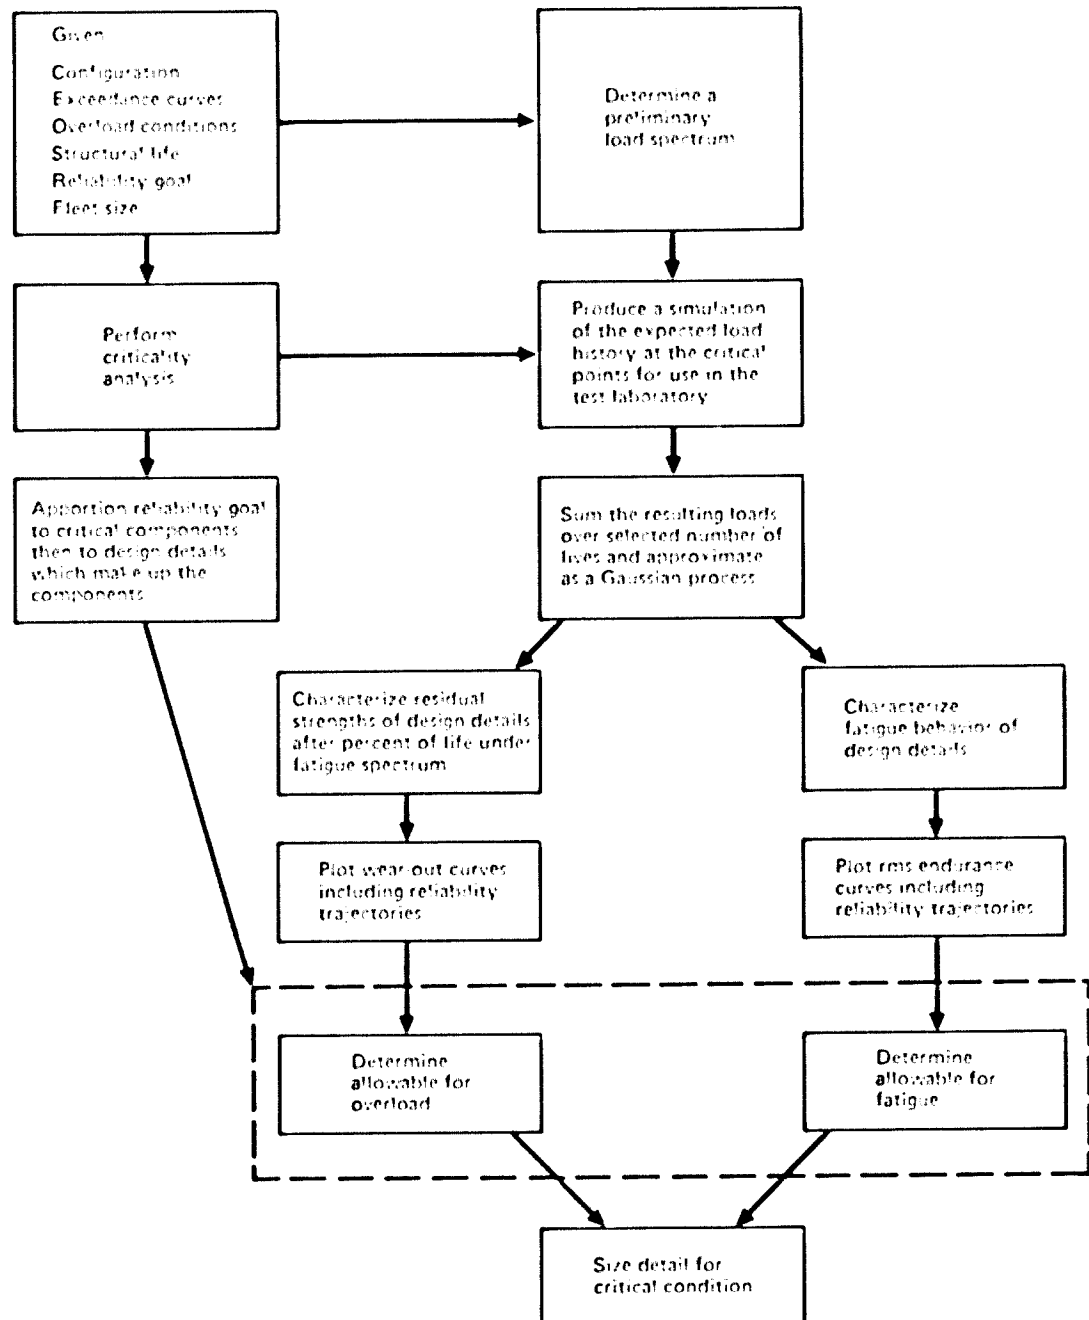 Given
Configuration
Exceedance curves
Overload conditions
Structural life
Reliability goal
Fleet size
Determine a
preliminary
load spectrum
Perform
criticality
analysis
Produce a simulation
of the expected load
history at the critical
points for use in the
test laboratory
Apportion reliability goal
to critical components
then to design details
which make up the
components
Sum the resulting loads
over selected number of
lives and approximate
as a Gaussian process
Characterize residual
strengths of design details
after percent of life under
fatigue spectrum
Characterize
fatigue behavior of
design details
Plot wear-out curves
including reliability
trajectories
Plot rms endurance
curves including
reliability trajectories
Determine
allowable for
overload
Determine
allowable for
fatigue
Size detail for
critical condition